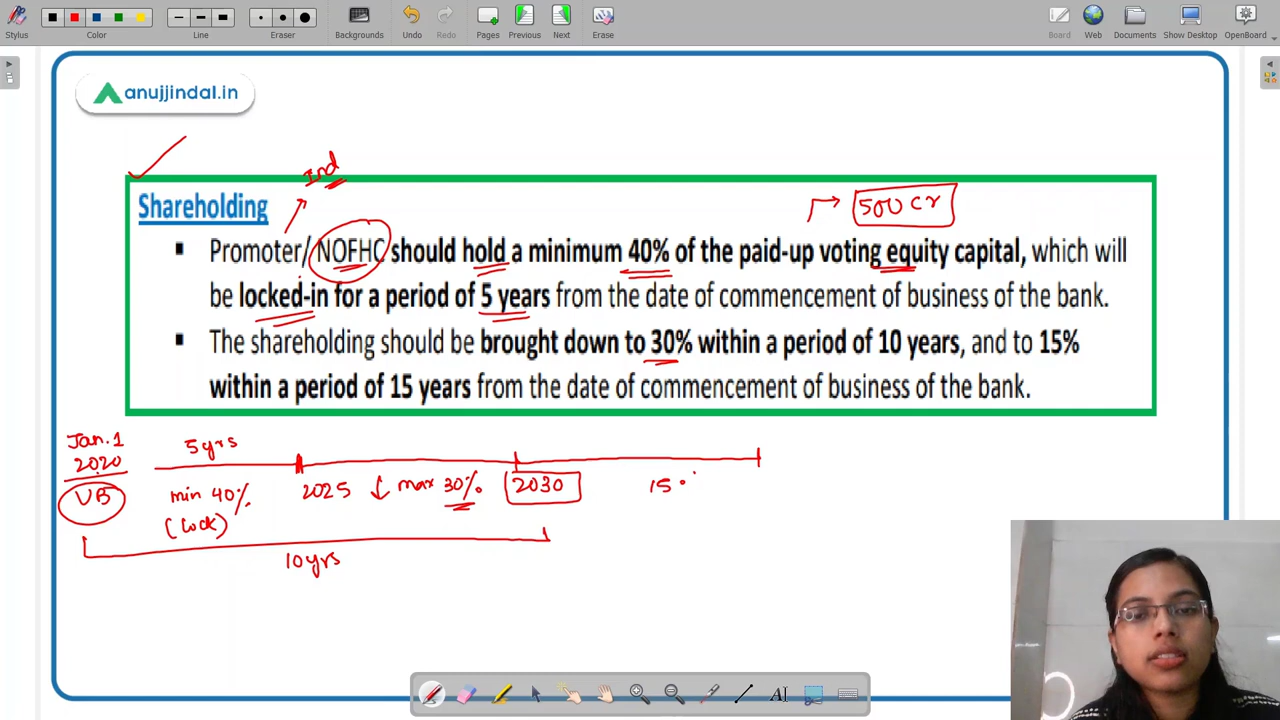 Stylus
Color
Line
Eraser
Backgrounds
Undo
Redo
Pages
Previous
Next
Erase
Board
Web
Documents
Show Desktop
OpenBoard
anujjindal.in
Ind
Shareholding
500 Cr
▪ Promoter/ NOFHC should hold a minimum 40% of the paid-up voting equity capital, which will
be locked-in for a period of 5 years from the date of commencement of business of the bank.
▪ The shareholding should be brought down to 30% within a period of 10 years, and to 15%
within a period of 15 years from the date of commencement of business of the bank.
Jan. 1
2020
5yrs
min 40%
(lock)
2025 ↓ max 30% 2030
15
10yrs